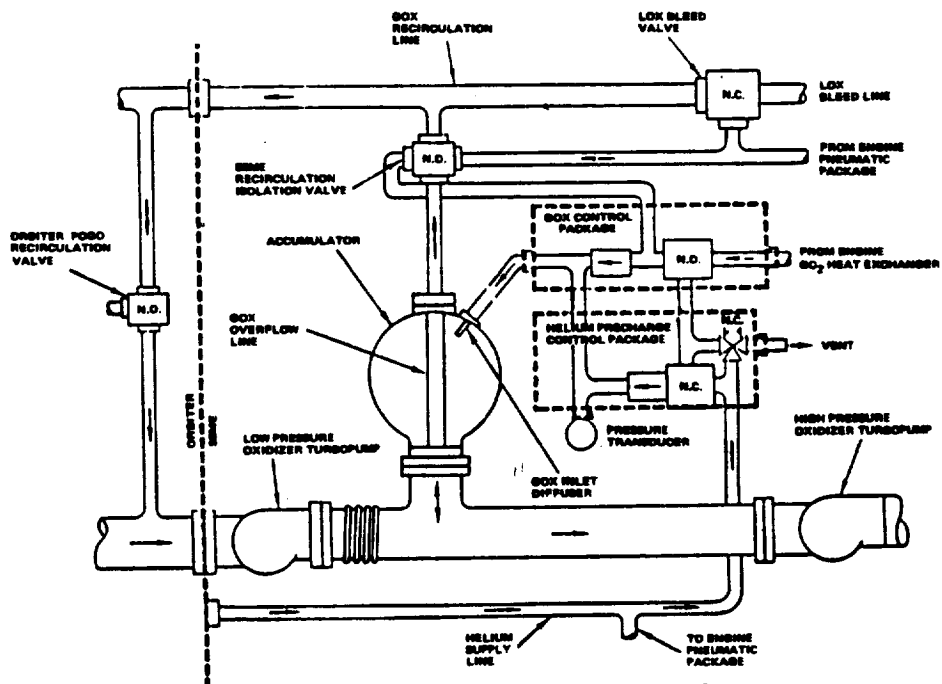 GOX
RECIRCULATION
LINE
LOX BLEED
VALVE
N.C.
LOX
BLEED LINE
N.O.
FROM ENGINE
PNEUMATIC
PACKAGE
SSME
RECIRCULATION
ISOLATION VALVE
GOX CONTROL
PACKAGE
ORBITER POGO
RECIRCULATION
VALVE
ACCUMULATOR
N.O.
FROM ENGINE
GO2 HEAT EXCHANGER
N.O.
GOX
OVERFLOW
LINE
HELIUM PRECHARGE
CONTROL PACKAGE
N.C.
VENT
N.C.
ORBITER
SSME
LOW PRESSURE
OXIDIZER TURBOPUMP
PRESSURE
TRANSDUCER
HIGH PRESSURE
OXIDIZER TURBOPUMP
GOX INLET
DIFFUSER
HELIUM
SUPPLY
LINE
TO ENGINE
PNEUMATIC
PACKAGE